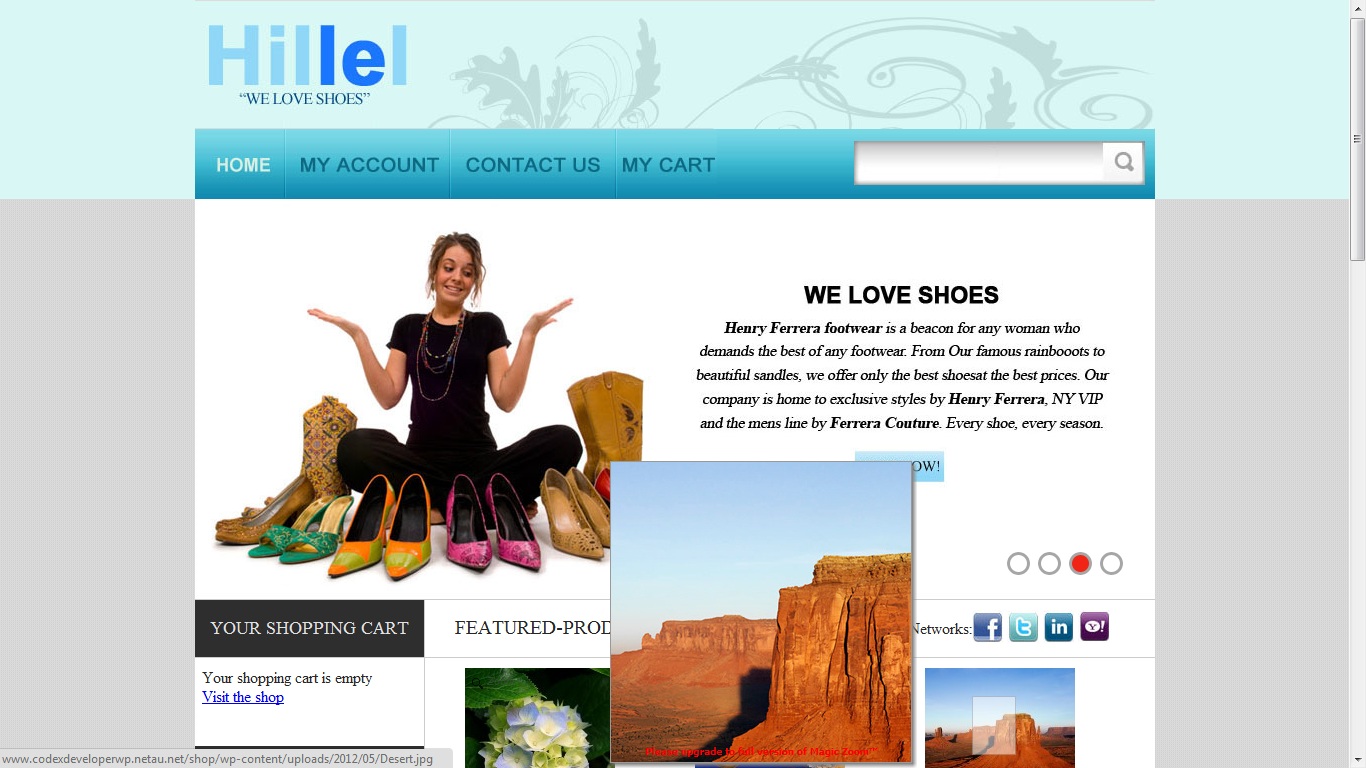 Hillel
“WE LOVE SHOES”
HOME MY ACCOUNT CONTACT US MY CART
WE LOVE SHOES
Henry Ferrera footwear is a beacon for any woman who
demands the best of any footwear. From Our famous rainbooots to
beautiful sandles, we offer only the best shoesat the best prices. Our
company is home to exclusive styles by Henry Ferrera, NY VIP
and the mens line by Ferrera Couture. Every shoe, every season.
OW!
YOUR SHOPPING CART
FEATURED-PROD
Networks:
Your shopping cart is empty
Visit the shop
Please upgrade to full version of Magic Zoom™
www.codexdeveloperwp.netau.net/shop/wp-content/uploads/2012/05/Desert.jpg